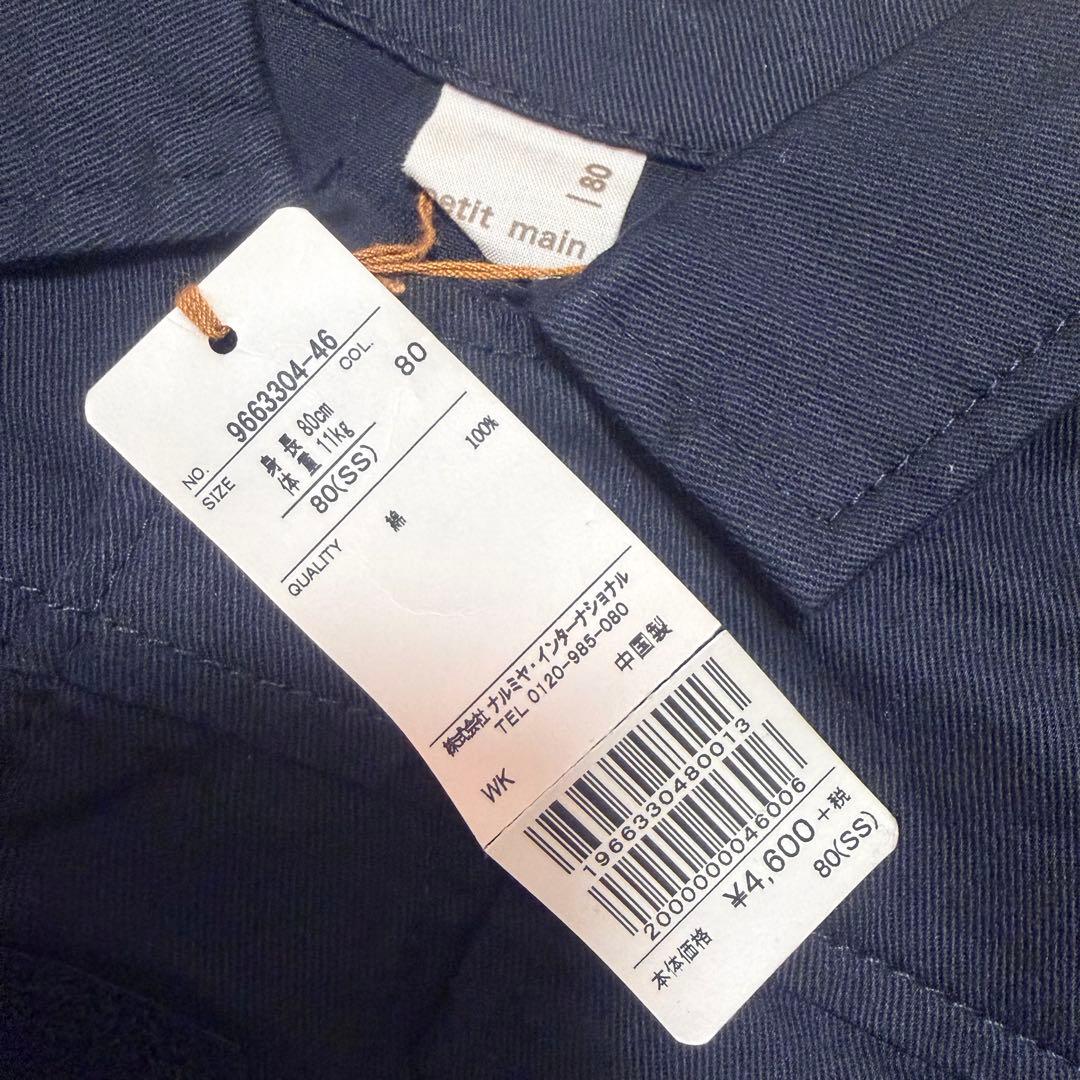 80
petit main
NO. 9663304-46
COL. 80
SIZE 身長 80cm
体重 11kg
80(SS)
QUALITY 綿 100%
株式会社 ナルミヤ・インターナショナル
TEL 0120-985-080
中国製
WK
1966330480013
2000000046006
本体価格 ¥4,600+税
80(SS)